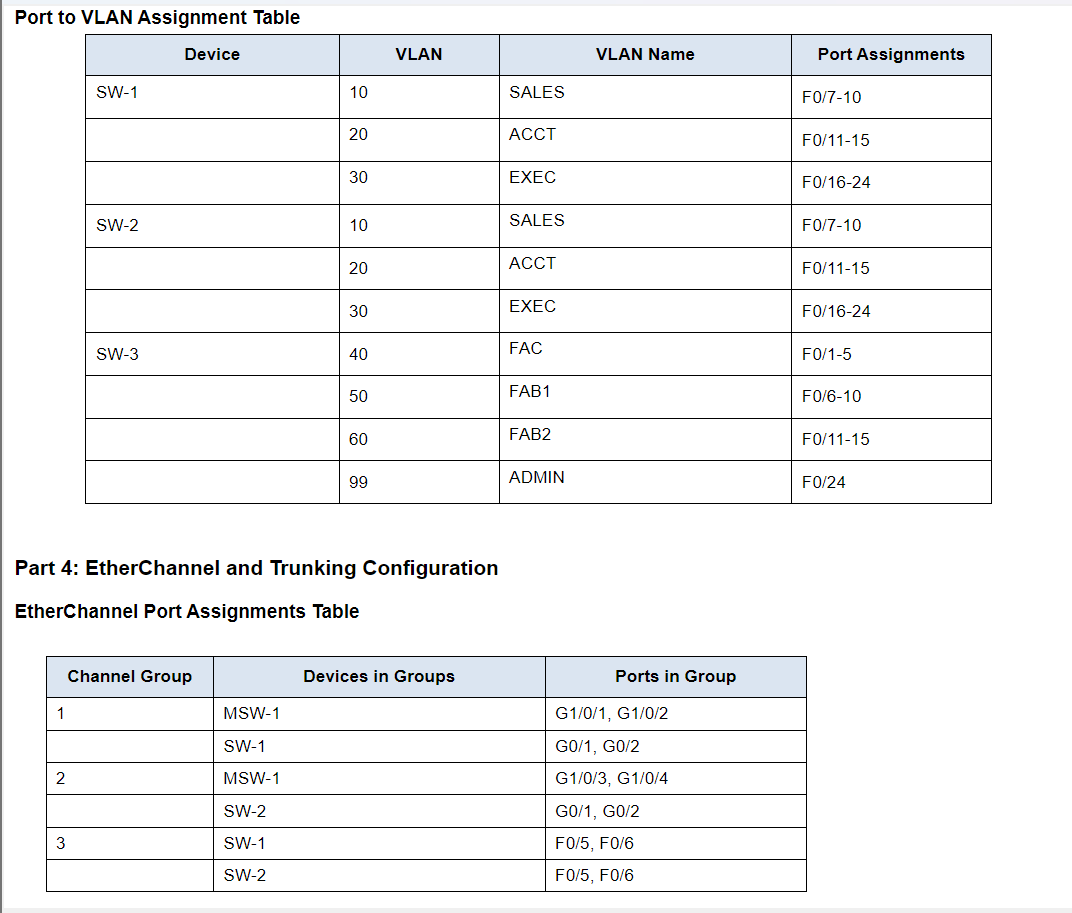 Port to VLAN Assignment Table
Device VLAN VLAN Name Port Assignments
SW-1 10 SALES F0/7-10
20 ACCT F0/11-15
30 EXEC F0/16-24
SW-2 10 SALES F0/7-10
20 ACCT F0/11-15
30 EXEC F0/16-24
SW-3 40 FAC F0/1-5
50 FAB1 F0/6-10
60 FAB2 F0/11-15
99 ADMIN F0/24
Part 4: EtherChannel and Trunking Configuration
EtherChannel Port Assignments Table
Channel Group Devices in Groups Ports in Group
1 MSW-1 G1/0/1, G1/0/2
SW-1 G0/1, G0/2
2 MSW-1 G1/0/3, G1/0/4
SW-2 G0/1, G0/2
3 SW-1 F0/5, F0/6
SW-2 F0/5, F0/6